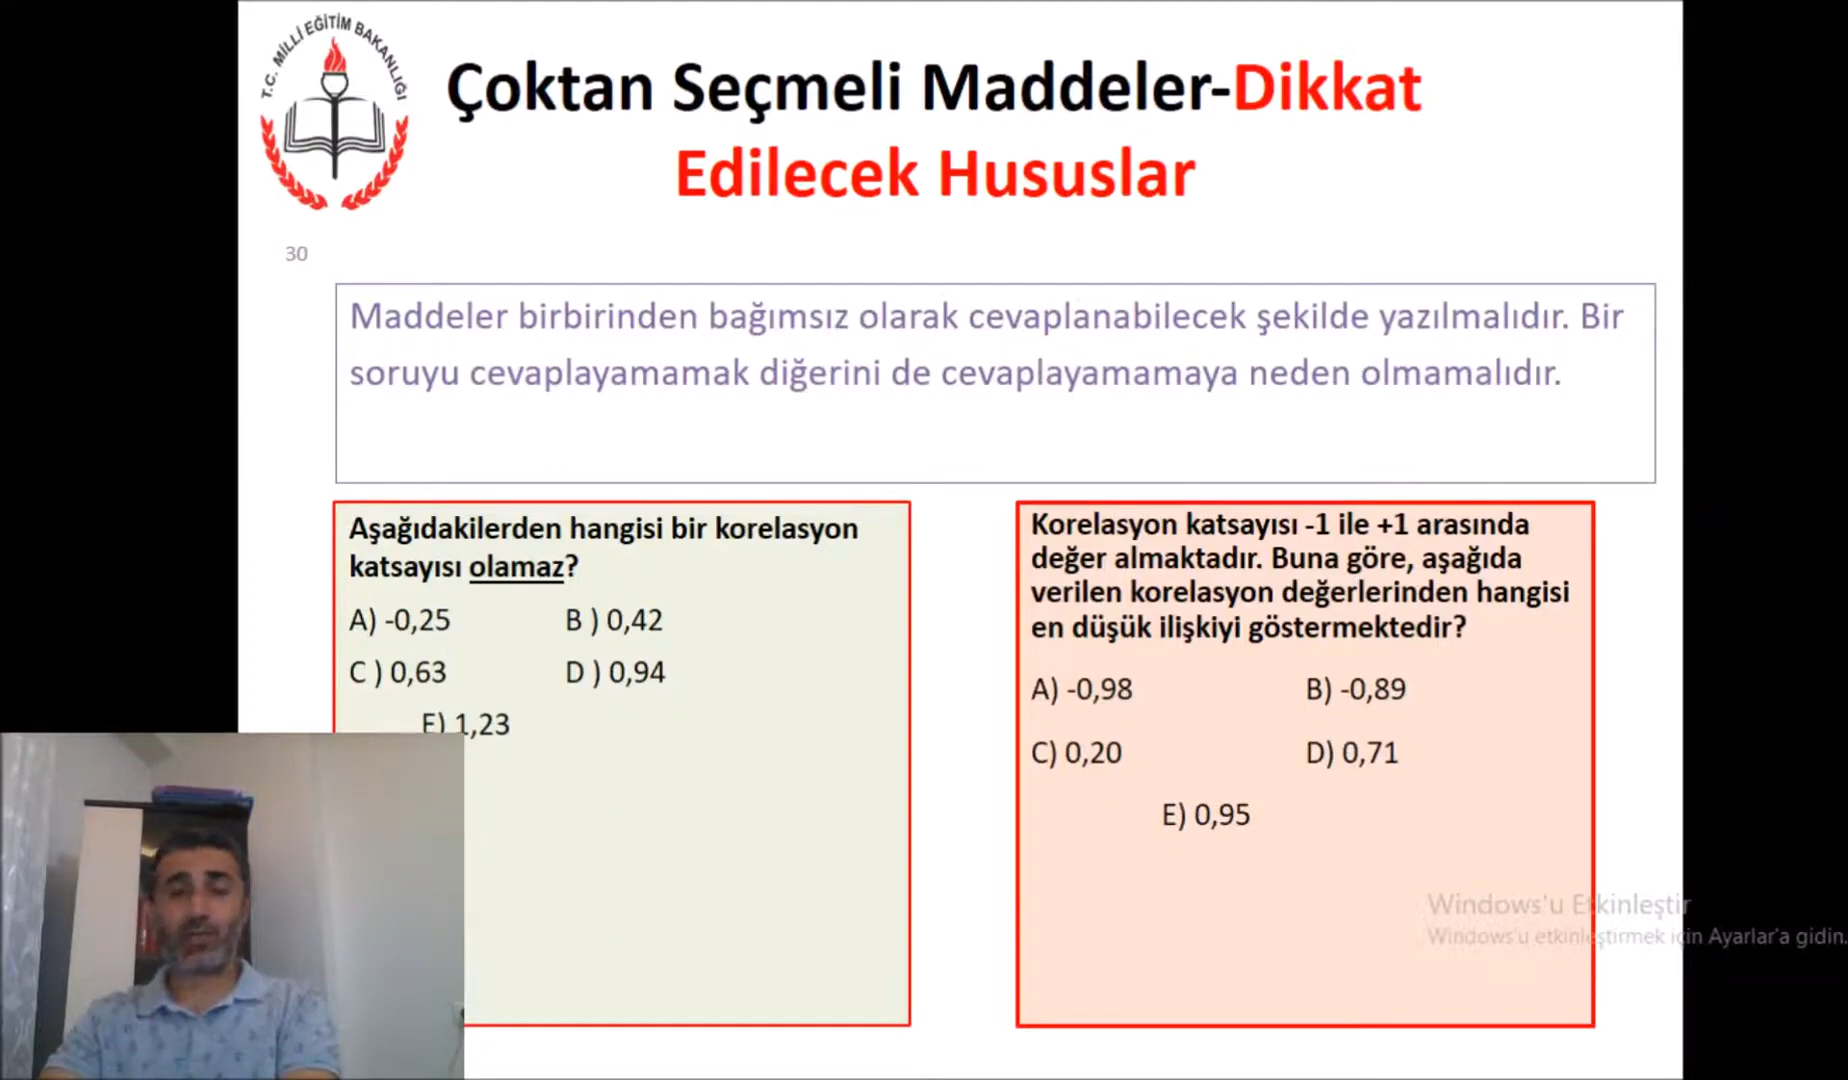 T.C. MİLLİ EĞİTİM BAKANLIĞI
Çoktan Seçmeli Maddeler-Dikkat
Edilecek Hususlar
30
Maddeler birbirinden bağımsız olarak cevaplanabilecek şekilde yazılmalıdır. Bir
soruyu cevaplayamamak diğerini de cevaplayamamaya neden olmamalıdır.
Aşağıdakilerden hangisi bir korelasyon
katsayısı olamaz?
A) -0,25 B ) 0,42
C ) 0,63 D ) 0,94
E) 1,23
Korelasyon katsayısı -1 ile +1 arasında
değer almaktadır. Buna göre, aşağıda
verilen korelasyon değerlerinden hangisi
en düşük ilişkiyi göstermektedir?
A) -0,98 B) -0,89
C) 0,20 D) 0,71
E) 0,95
Windows'u Etkinleştir
Windows'u etkinleştirmek için Ayarlar'a gidin.